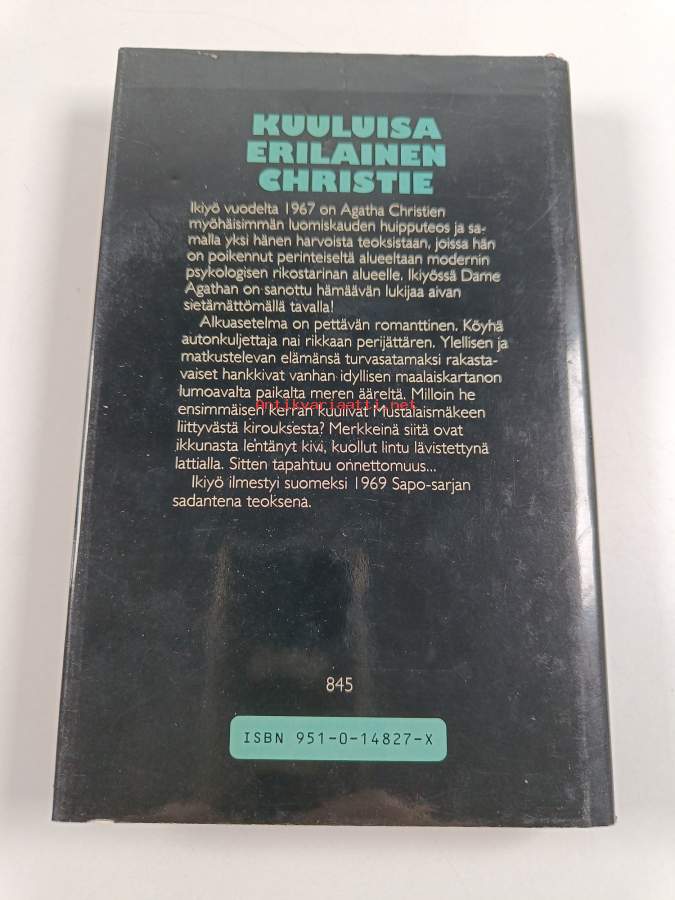 KUULUISA
ERILAINEN
CHRISTIE
Ikiyö vuodelta 1967 on Agatha Christien
myöhäisimmän luomiskauden huipputeos ja sa-
malla yksi hänen harvoista teoksistaan, joissa hän
on poikennut perinteiseltä alueeltaan modernin
psykologisen rikostarinan alueelle. Ikiyössä Dame
Agathan on sanottu hämäävän lukijaa aivan
sietämättömällä tavalla!
Alkuasetelma on pettävän romanttinen. Köyhä
autonkuljettaja nai rikkaan perijättären. Ylellisen ja
matkustelevan elämänsä turvasatamaksi rakasta-
vaiset hankkivat vanhan idyllisen maalaiskartanon
lumoavalta paikalta meren ääreltä. Milloin he
ensimmäisen kerran kuulivat Mustalaismäkeen
Antikvariaatti.net
liittyvästä kirouksesta? Merkkeinä siitä ovat
ikkunasta lentänyt kivi, kuollut lintu lävistettynä
lattialla. Sitten tapahtuu onnettomuus...
Ikiyö ilmestyi suomeksi 1969 Sapo-sarjan
sadantena teoksena.
845
ISBN 951-0-14827-X